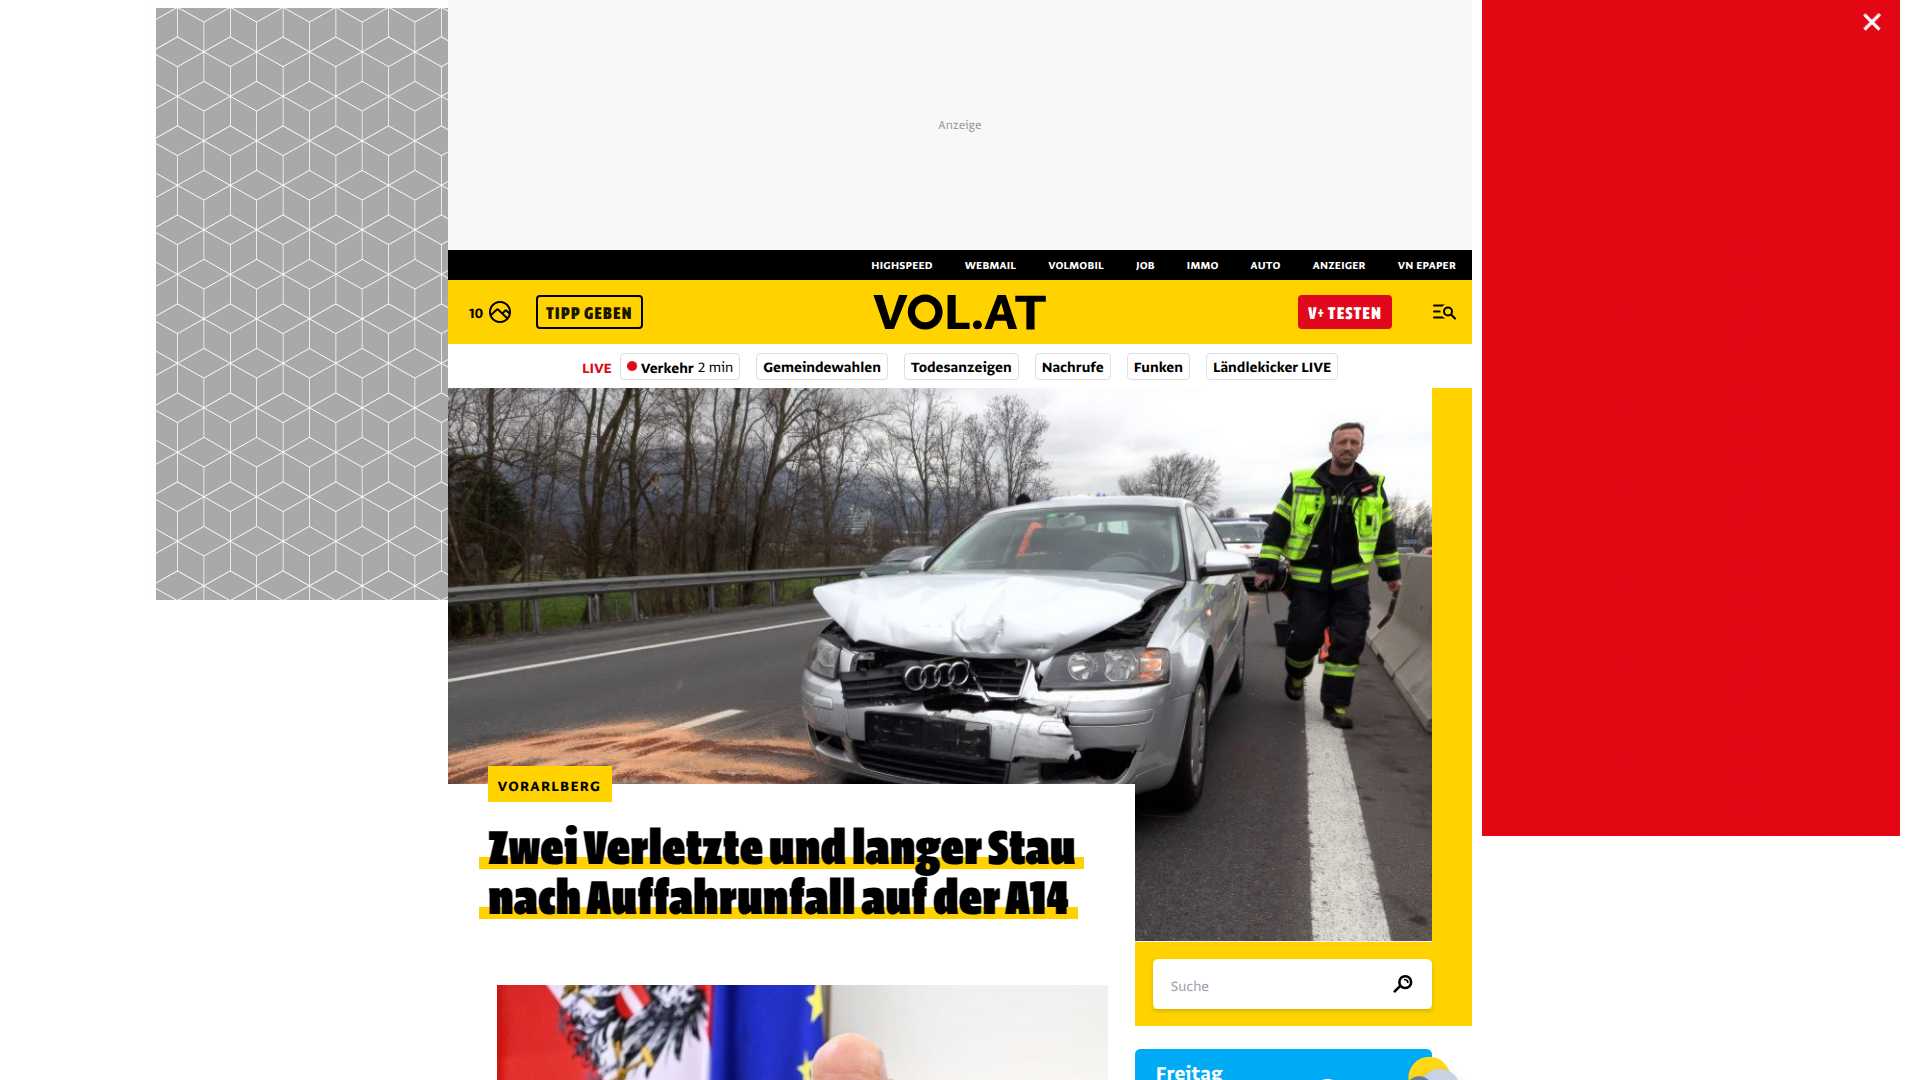 Anzeige
HIGHSPEED WEBMAIL VOLMOBIL JOB IMMO AUTO ANZEIGER VN EPAPER
10 TIPP GEBEN VOL.AT V+ TESTEN
LIVE Verkehr 2 min Gemeindewahlen Todesanzeigen Nachrufe Funken Ländlekicker LIVE
VORARLBERG
Zwei Verletzte und langer Stau
nach Auffahrunfall auf der A14
Suche
Freitag